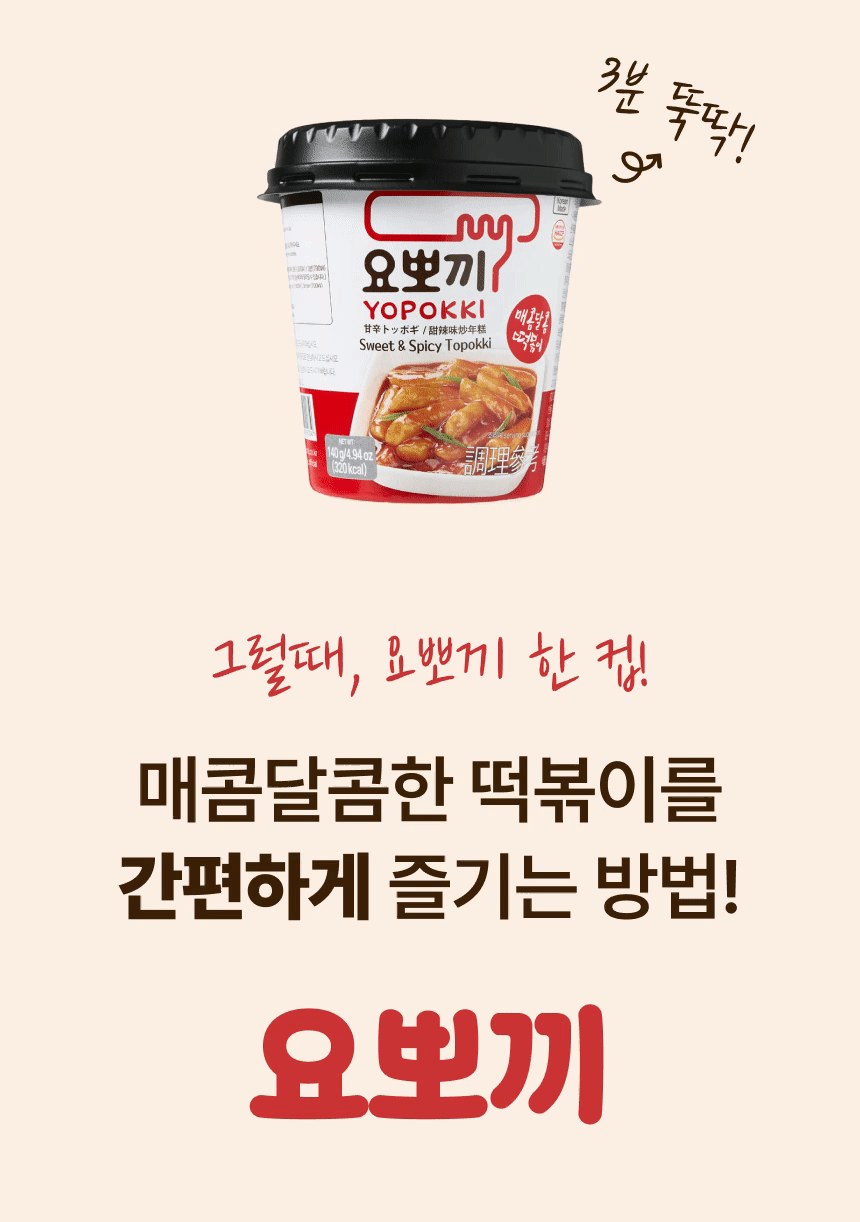 3분 뚝딱!
요뽀끼
YOPOKKI
甘辛トッポギ / 甜辣味炒年糕
Sweet & Spicy Topokki
매콤달콤
떡볶이
NET WT
140g/4.94 oz
(320 kcal)
調理參考
그럴때, 요뽀끼 한 컵!
매콤달콤한 떡볶이를
간편하게 즐기는 방법!
요뽀끼